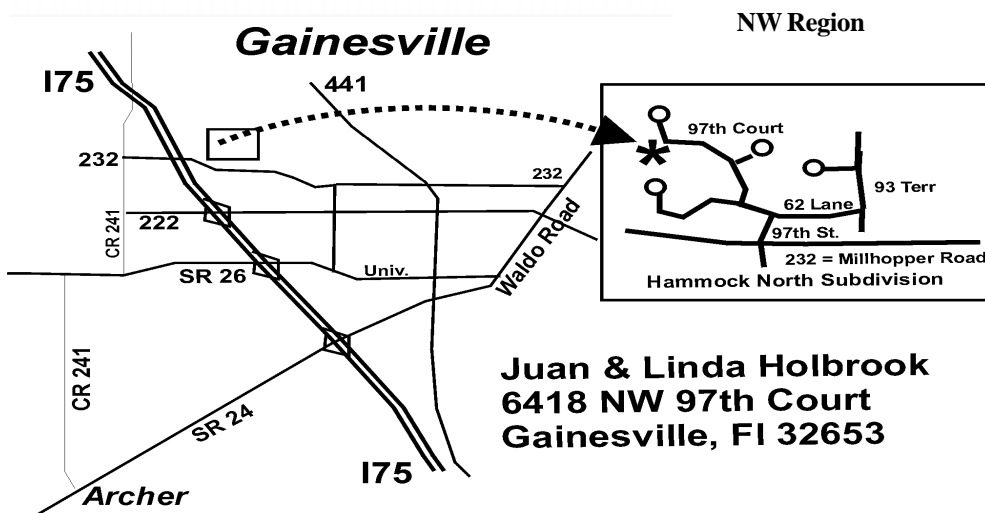 NW Region
Gainesville
I75
441
232
232
97th Court
93 Terr
62 Lane
97th St.
232 = Millhopper Road
Hammock North Subdivision
CR 241
222
Waldo Road
SR 26
Univ.
CR 241
SR 24
I75
Archer
Juan & Linda Holbrook
6418 NW 97th Court
Gainesville, Fl 32653